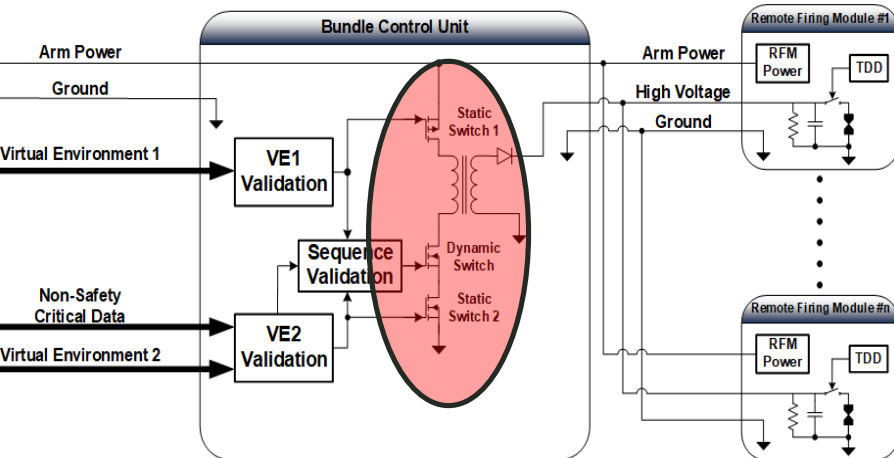 Bundle Control Unit
Remote Firing Module #1
Arm Power
Ground
Virtual Environment 1
VE1
Validation
Static
Switch 1
Sequence
Validation
Dynamic
Switch
Static
Switch 2
Non-Safety
Critical Data
Virtual Environment 2
VE2
Validation
Arm Power
High Voltage
Ground
RFM
Power
TDD
Remote Firing Module #n
RFM
Power
TDD